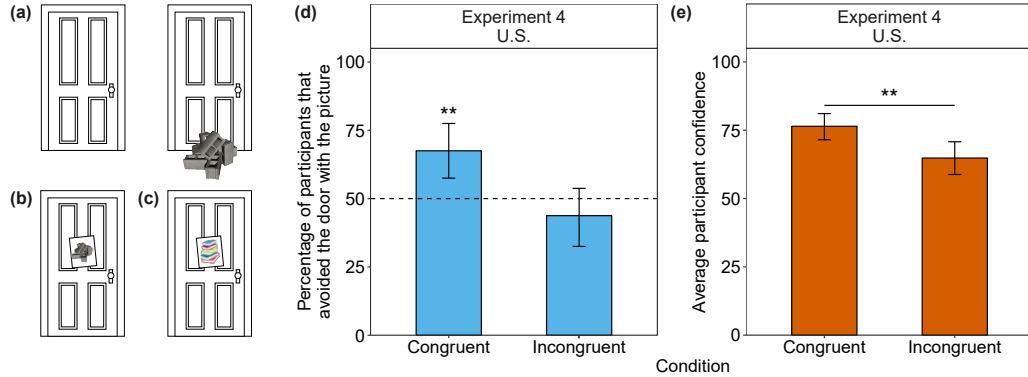 (a)
(b)
(c)
(d)
Experiment 4
U.S.
Percentage of participants that
avoided the door with the picture
100
75
50
25
0
**
Congruent
Incongruent
(e)
Experiment 4
U.S.
Average participant confidence
100
75
50
25
0
**
Congruent
Incongruent
Condition